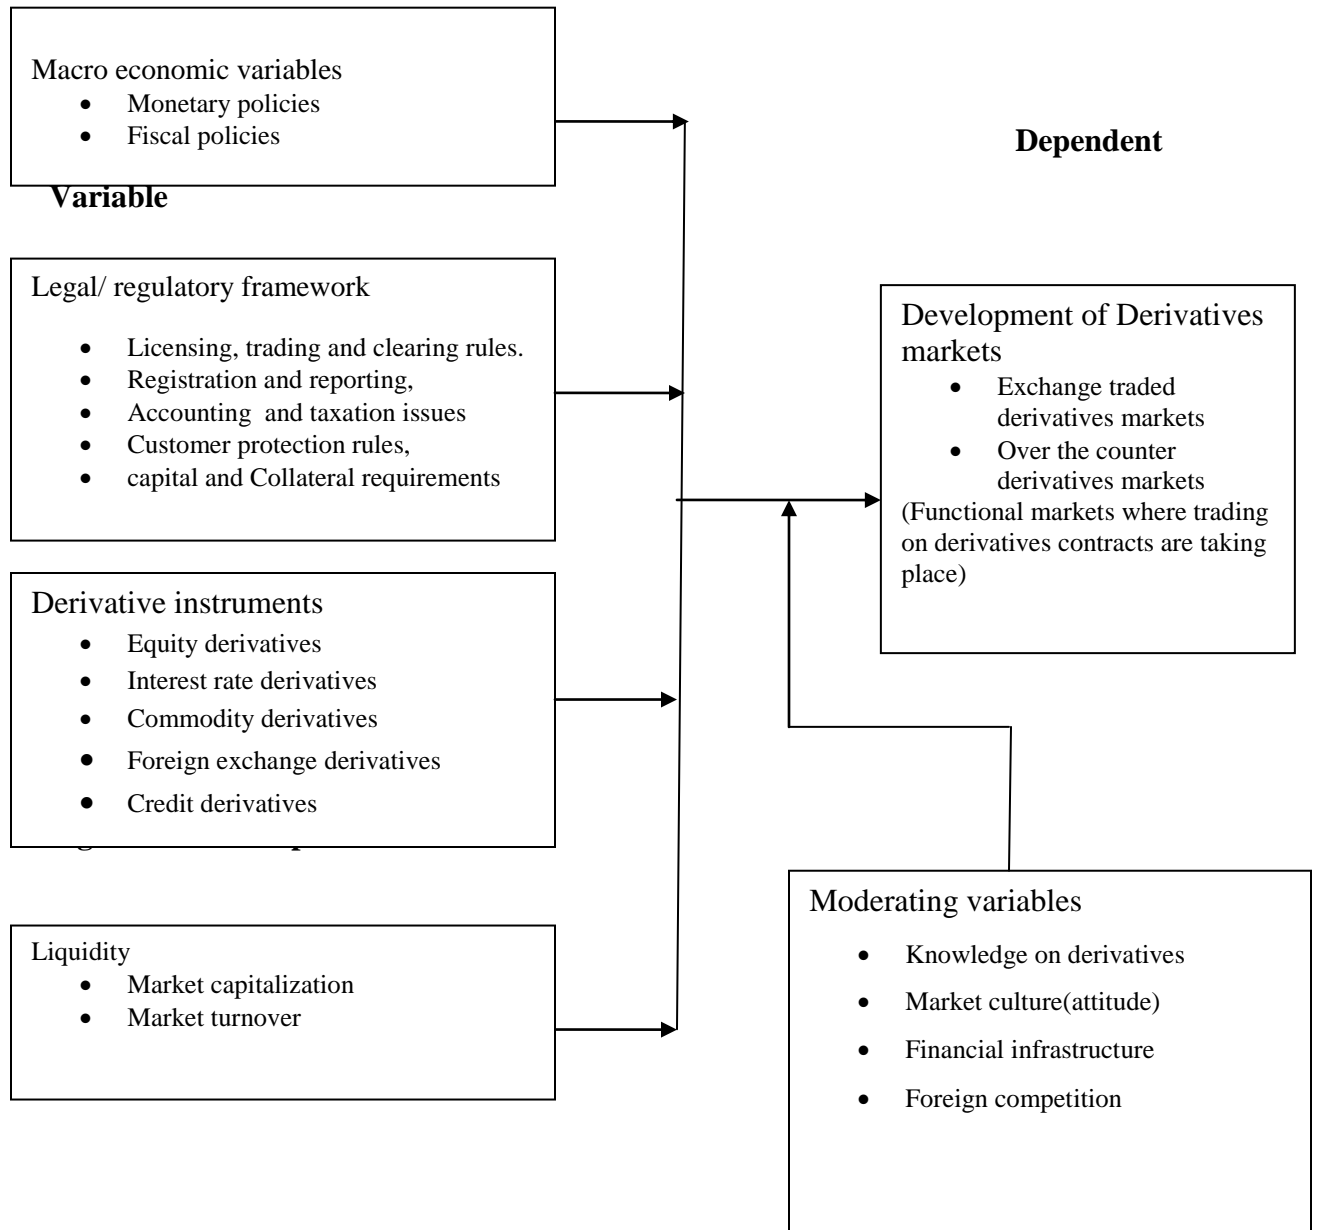 Macro economic variables
• Monetary policies
• Fiscal policies
Dependent
Variable
Legal/ regulatory framework
• Licensing, trading and clearing rules.
• Registration and reporting,
• Accounting and taxation issues
• Customer protection rules,
• capital and Collateral requirements
Development of Derivatives
markets
• Exchange traded
derivatives markets
• Over the counter
derivatives markets
(Functional markets where trading
on derivatives contracts are taking
place)
Derivative instruments
• Equity derivatives
• Interest rate derivatives
• Commodity derivatives
• Foreign exchange derivatives
• Credit derivatives
Liquidity
• Market capitalization
• Market turnover
Moderating variables
• Knowledge on derivatives
• Market culture(attitude)
• Financial infrastructure
• Foreign competition